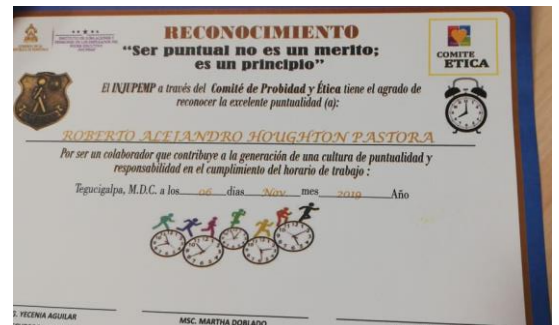 RECONOCIMIENTO
“Ser puntual no es un merito;
es un principio”
COMITE
ETICA
El INJUPEMP a través del Comité de Probidad y Ética tiene el agrado de
reconocer la excelente puntualidad (a):
ROBERTO ACEJANDRO HOUGHTON PASTORA
Por ser un colaborador que contribuye a la generación de una cultura de puntualidad y
responsabilidad en el cumplimiento del horario de trabajo :
Tegucigalpa, M.D.C. a los 06 dias Nov. mes 2019 Año
YECENIA AGUILAR
MSC. MARTHA DOBLADO